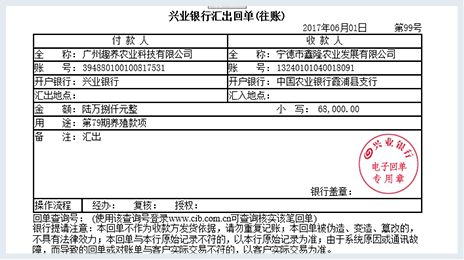 兴业银行汇出回单(往账)
2017年06月01日 第99号
付 款 人 收 款 人
全 称：广州趣养农业科技有限公司 全 称：宁德市鑫隆农业发展有限公司
账 号：394880100100817531 账 号：13240101040018091
开户银行：兴业银行 开户银行：中国农业银行霞浦县支行
汇出地点： 汇入地点：
金 额：陆万捌仟元整 小 写：68,000.00
用 途：第79期养殖款项
备 注：汇出
兴业银行
电子回单
专用章
银行盖章：
操作流程 经办： 复核： 授权：
回单查询号： (使用该查询号登录www.cib.com.cn可查询核实该笔回单)
银行提请注意：本回单不作为收款方发货依据，请勿重复记账；本回单被伪造、变造、篡改的，
不具有法律效力；本回单与本行原始记录不符的，以本行原始记录为准；由于系统原因或通讯故
障，而导致的回单或对账单与客户实际交易不符的，以客户实际交易为准。